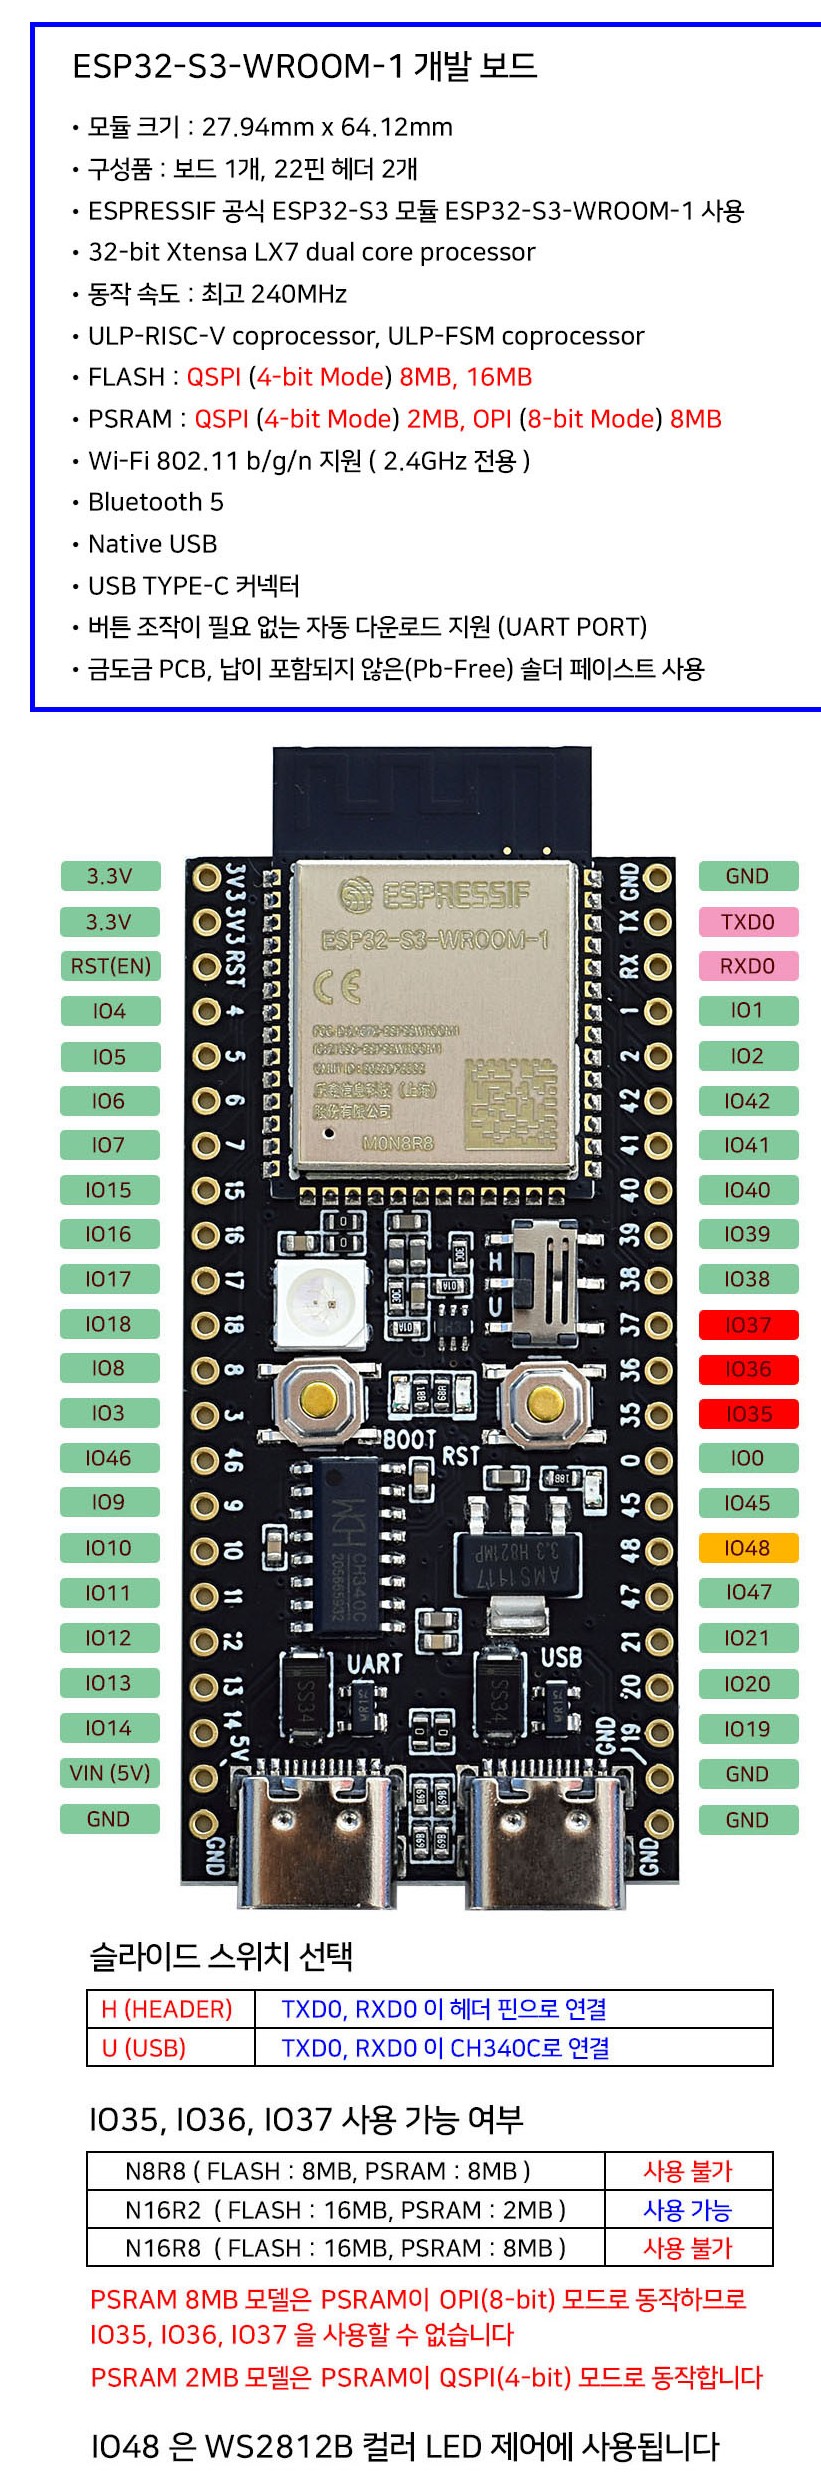 ESP32-S3-WROOM-1 개발 보드
• 모듈 크기 : 27.94mm x 64.12mm
• 구성품 : 보드 1개, 22핀 헤더 2개
• ESPRESSIF 공식 ESP32-S3 모듈 ESP32-S3-WROOM-1 사용
• 32-bit Xtensa LX7 dual core processor
• 동작 속도 : 최고 240MHz
• ULP-RISC-V coprocessor, ULP-FSM coprocessor
• FLASH : QSPI (4-bit Mode) 8MB, 16MB
• PSRAM : QSPI (4-bit Mode) 2MB, OPI (8-bit Mode) 8MB
• Wi-Fi 802.11 b/g/n 지원 ( 2.4GHz 전용 )
• Bluetooth 5
• Native USB
• USB TYPE-C 커넥터
• 버튼 조작이 필요 없는 자동 다운로드 지원 (UART PORT)
• 금도금 PCB, 납이 포함되지 않은(Pb-Free) 솔더 페이스트 사용
3.3V 3V3 GND GND
3.3V 3V3 TX TXD0
RST(EN) RST RX RXD0
IO4 4 1 IO1
IO5 5 2 IO2
IO6 6 42 IO42
IO7 7 41 IO41
IO15 15 40 IO40
IO16 16 39 IO39
IO17 17 38 IO38
IO18 18 37 IO37
IO8 8 36 IO36
IO3 3 35 IO35
IO46 46 0 IO0
IO9 9 45 IO45
IO10 10 48 IO48
IO11 11 47 IO47
IO12 12 21 IO21
IO13 13 20 IO20
IO14 14 19 IO19
VIN (5V) 5V GND GND
GND GND GND GND
ESPRESSIF
ESP32-S3-WROOM-1
CE
股份有限公司
M0N8R8
H
U
BOOT
RST
WCH
CH340C
AMS1117
3.3
UART
USB
SS34
SS34
슬라이드 스위치 선택
H (HEADER) TXD0, RXD0 이 헤더 핀으로 연결
U (USB) TXD0, RXD0 이 CH340C로 연결
IO35, IO36, IO37 사용 가능 여부
N8R8 ( FLASH : 8MB, PSRAM : 8MB ) 사용 불가
N16R2 ( FLASH : 16MB, PSRAM : 2MB ) 사용 가능
N16R8 ( FLASH : 16MB, PSRAM : 8MB ) 사용 불가
PSRAM 8MB 모델은 PSRAM이 OPI(8-bit) 모드로 동작하므로
IO35, IO36, IO37 을 사용할 수 없습니다
PSRAM 2MB 모델은 PSRAM이 QSPI(4-bit) 모드로 동작합니다
IO48 은 WS2812B 컬러 LED 제어에 사용됩니다